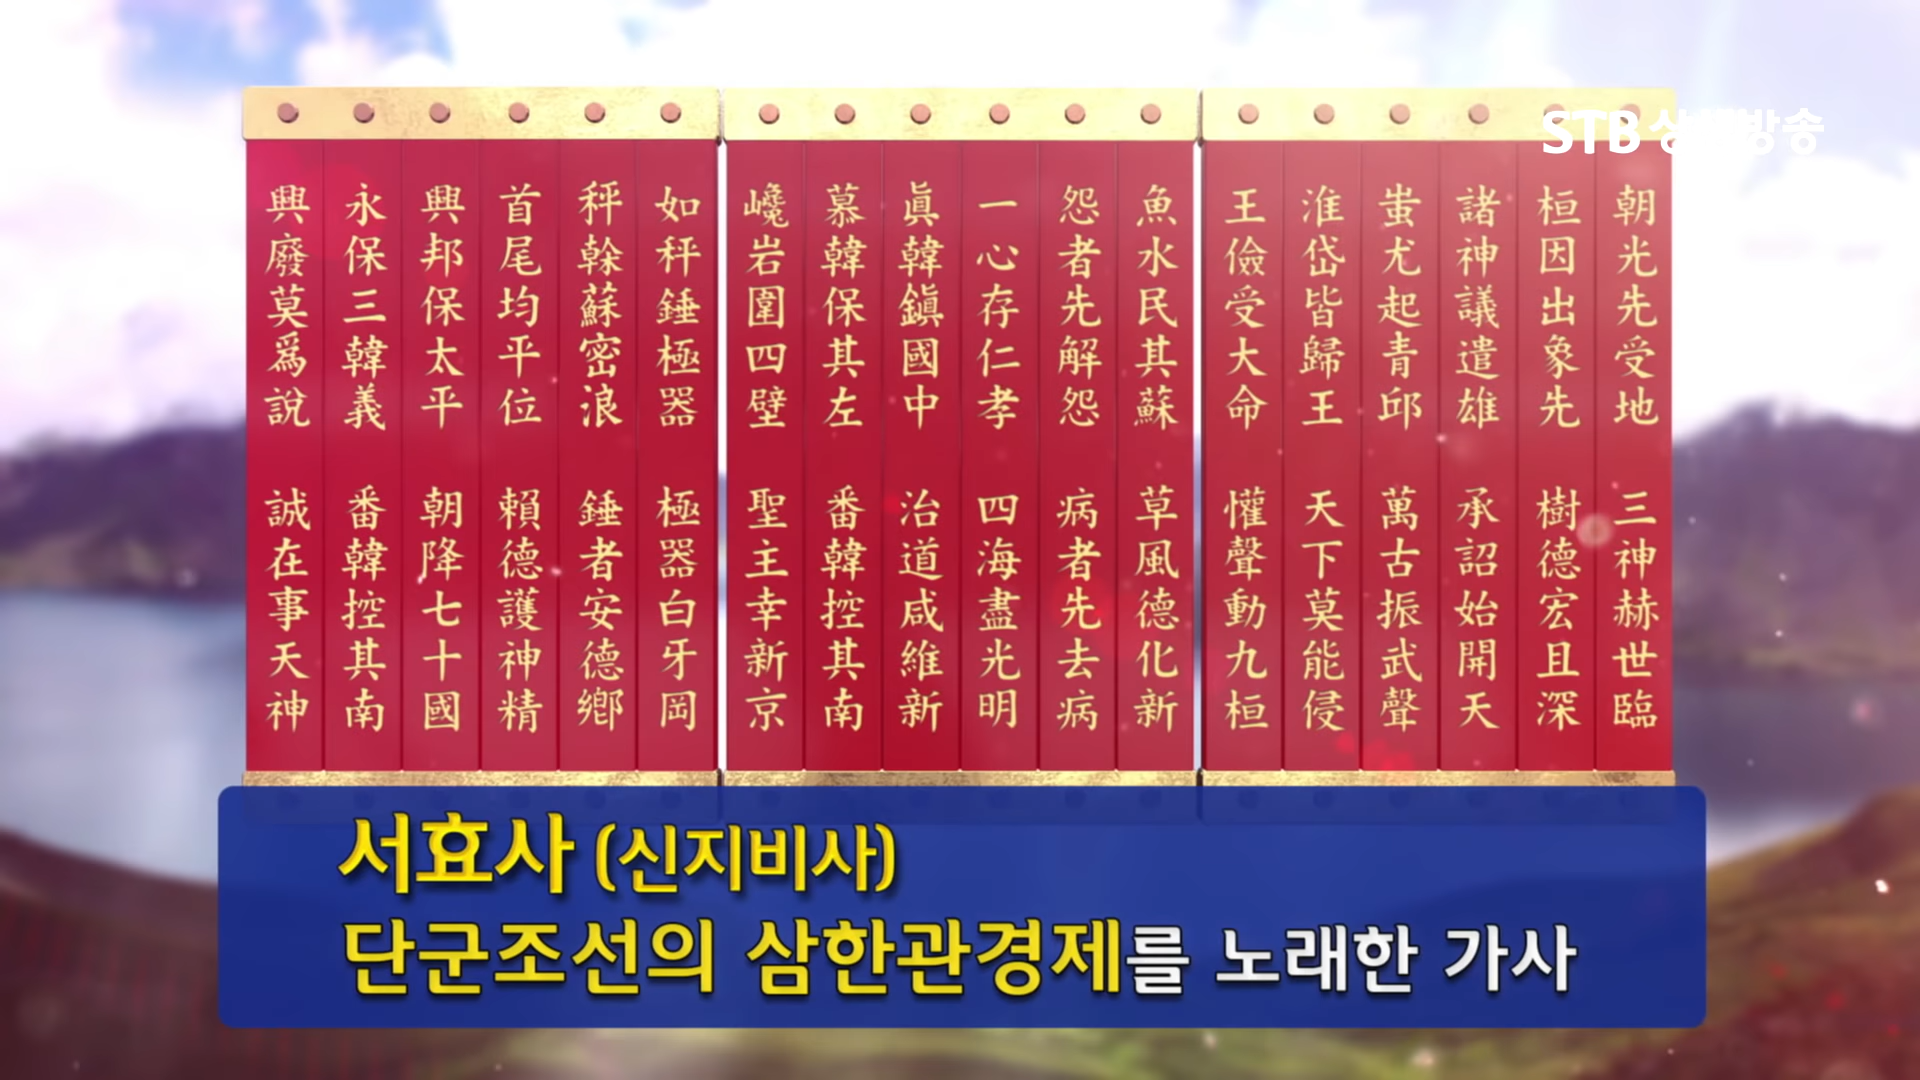 STB 상생방송
朝光先受地 三神赫世臨
桓因出象先 樹德宏且深
諸神議遣雄 承詔始開天
蚩尤起青邱 萬古振武聲
淮岱皆歸王 天下莫能侵
王儉受大命 懽聲動九桓
魚水民其蘇 草風德化新
怨者先解怨 病者先去病
一心存仁孝 四海盡光明
眞韓鎭國中 治道咸維新
慕韓保其左 番韓控其南
巉岩圍四壁 聖主幸新京
如秤錘極器 極器白牙岡
秤榦蘇密浪 錘者安德鄕
首尾均平位 賴德護神精
興邦保太平 朝降七十國
永保三韓義 番韓控其南
興廢莫爲說 誠在事天神
서효사 (신지비사)
단군조선의 삼한관경제를 노래한 가사